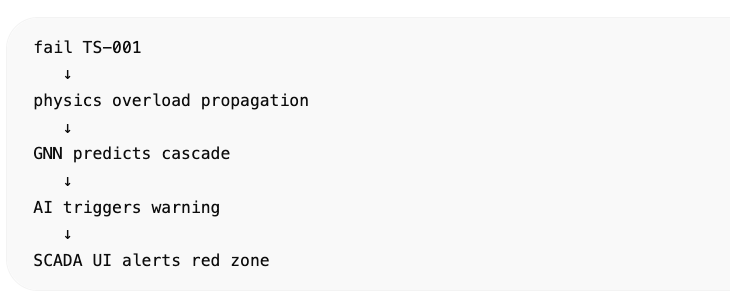 fail TS–001
↓
physics overload propagation
↓
GNN predicts cascade
↓
AI triggers warning
↓
SCADA UI alerts red zone